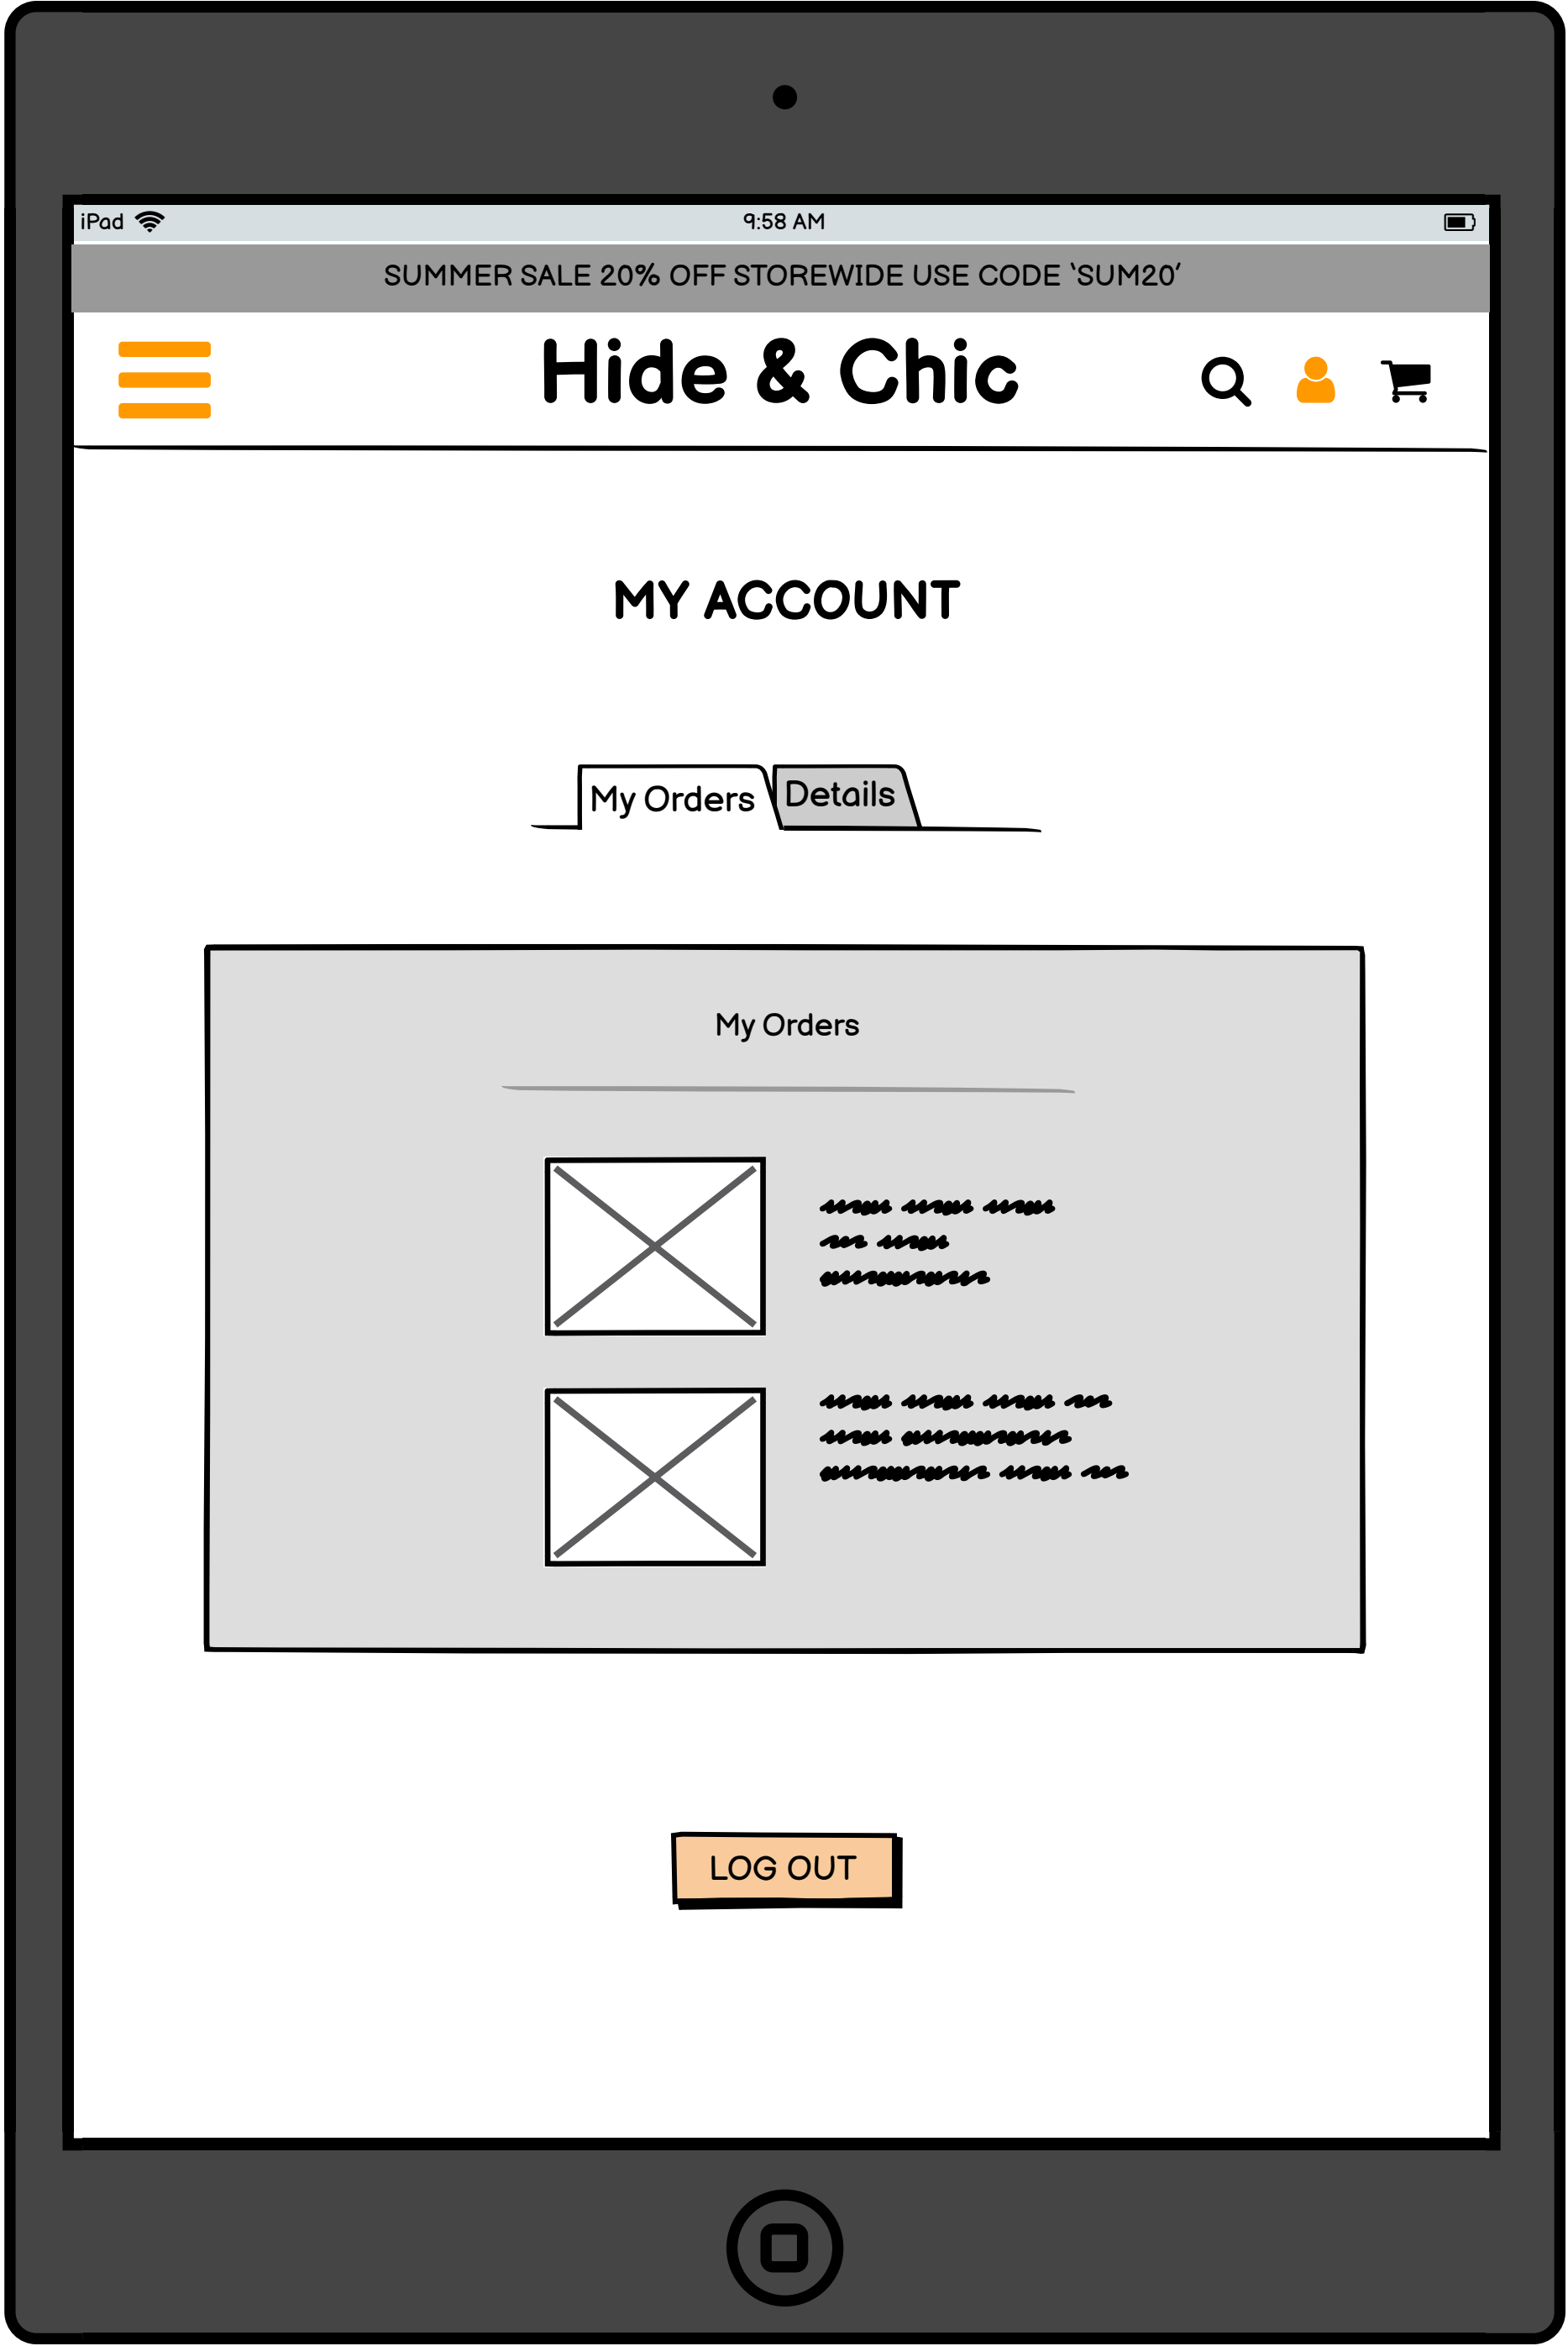 iPad
9:58 AM
SUMMER SALE 20% OFF STOREWIDE USE CODE `SUM20'
Hide & Chic
MY ACCOUNT
My Orders
Details
My Orders
LOG OUT